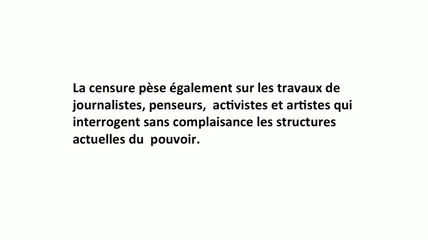 La censure pèse également sur les travaux de
journalistes, penseurs,  activistes et artistes qui
interrogent sans complaisance les structures
actuelles du  pouvoir.